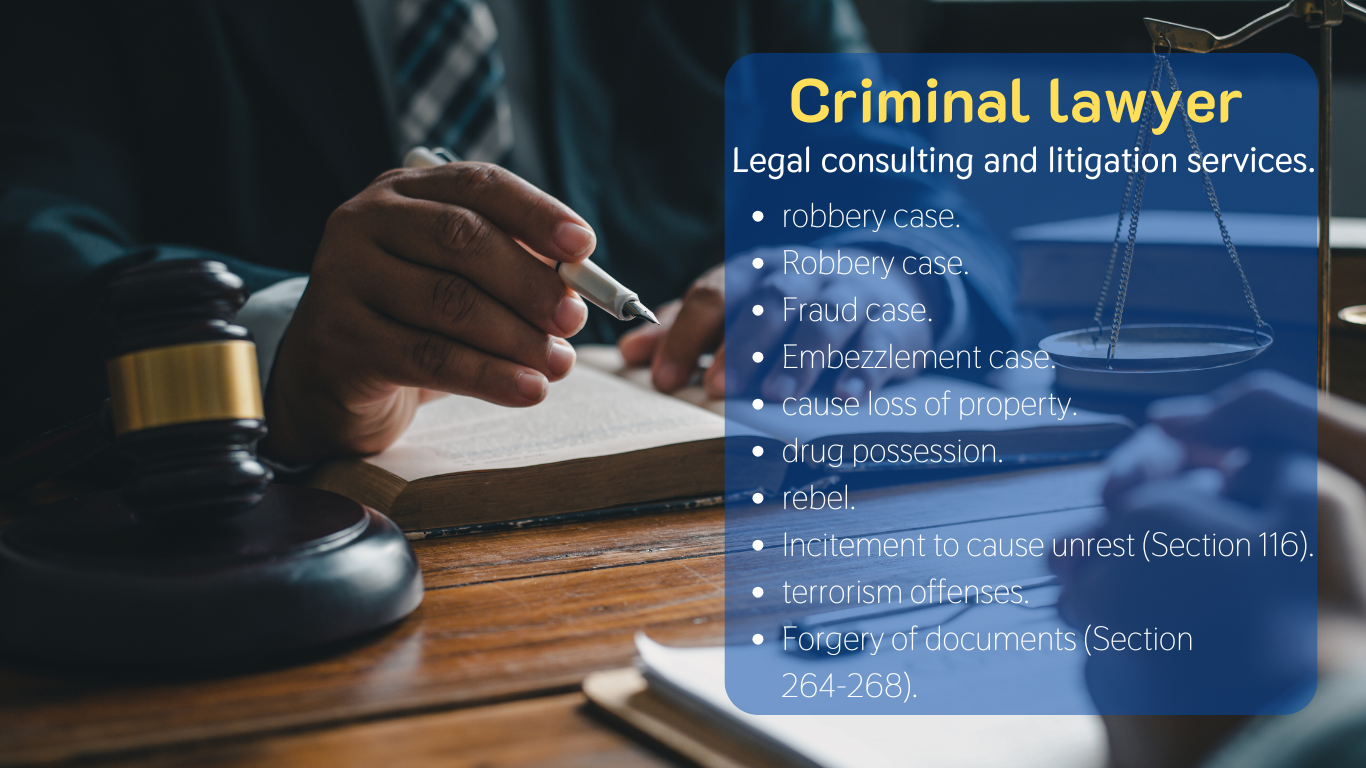 Criminal lawyer
Legal consulting and litigation services.
• robbery case.
• Robbery case.
• Fraud case.
• Embezzlement case.
• cause loss of property.
• drug possession.
• rebel.
• Incitement to cause unrest (Section 116).
• terrorism offenses.
• Forgery of documents (Section
264-268).